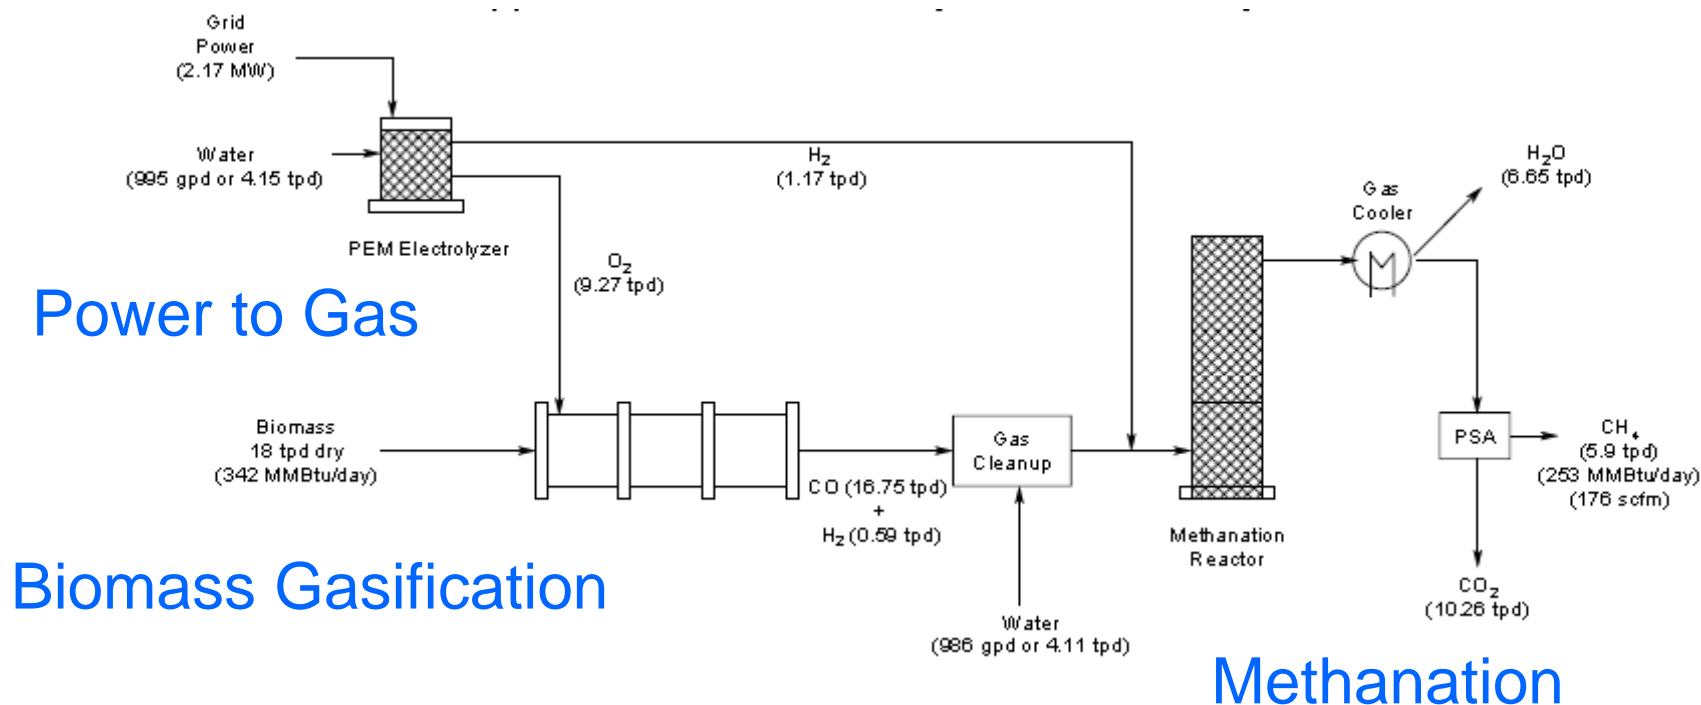 Grid
Power
(2.17 MW)
Water
(995 gpd or 4.15 tpd)
PEM Electrolyzer
H₂
(1.17 tpd)
O₂
(9.27 tpd)
Power to Gas
Gas
Cooler
H₂O
(6.65 tpd)
Biomass
18 tpd dry
(342 MMBtu/day)
CO (16.75 tpd)
+
H₂ (0.59 tpd)
Gas
Cleanup
Water
(986 gpd or 4.11 tpd)
Methanation
Reactor
PSA
CH₄
(5.9 tpd)
(253 MMBtu/day)
(176 scfm)
CO₂
(10.26 tpd)
Biomass Gasification
Methanation